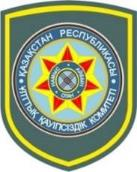 ҚАЗАҚСТАН РЕСПУБЛИКАСЫ
ҰЛТТЫҚ ҚАУІПСІЗДІК КОМИТЕТІ